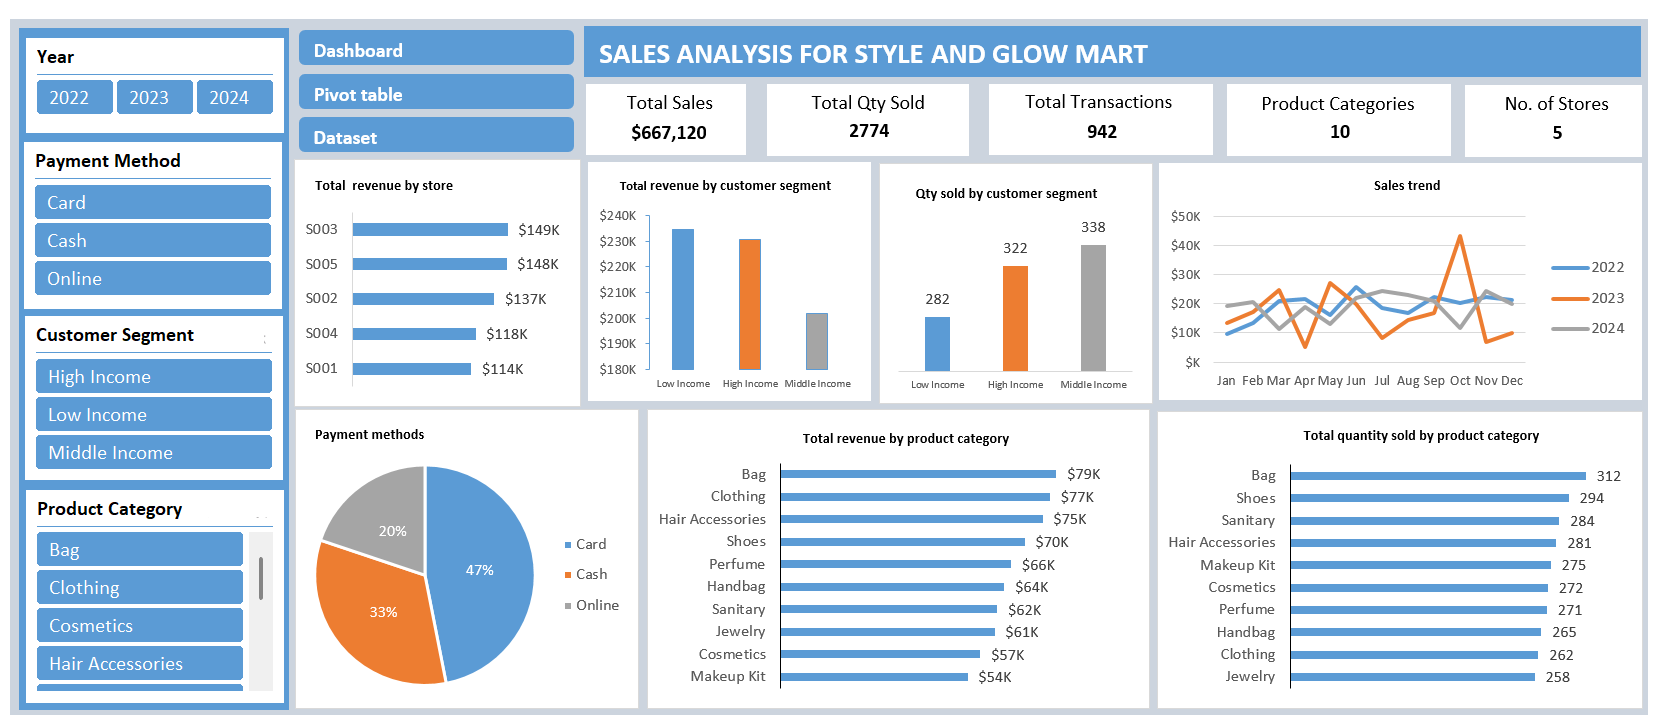 Year
2022 2023 2024
Payment Method
Card
Cash
Online
Customer Segment
High Income
Low Income
Middle Income
Product Category
Bag
Clothing
Cosmetics
Hair Accessories
Dashboard
Pivot table
Dataset
SALES ANALYSIS FOR STYLE AND GLOW MART
Total Sales
$667,120
Total Qty Sold
2774
Total Transactions
942
Product Categories
10
No. of Stores
5
Total revenue by store
S003 $149K
S005 $148K
S002 $137K
S004 $118K
S001 $114K
Total revenue by customer segment
$240K
$230K
$220K
$210K
$200K
$190K
$180K
Low Income High Income Middle Income
Qty sold by customer segment
282 322 338
Low Income High Income Middle Income
Sales trend
$50K
$40K
$30K
$20K
$10K
$K
Jan Feb Mar Apr May Jun Jul Aug Sep Oct Nov Dec
2022
2023
2024
Payment methods
47%
33%
20%
Card
Cash
Online
Total revenue by product category
Bag $79K
Clothing $77K
Hair Accessories $75K
Shoes $70K
Perfume $66K
Handbag $64K
Sanitary $62K
Jewelry $61K
Cosmetics $57K
Makeup Kit $54K
Total quantity sold by product category
Bag 312
Shoes 294
Sanitary 284
Hair Accessories 281
Makeup Kit 275
Cosmetics 272
Perfume 271
Handbag 265
Clothing 262
Jewelry 258